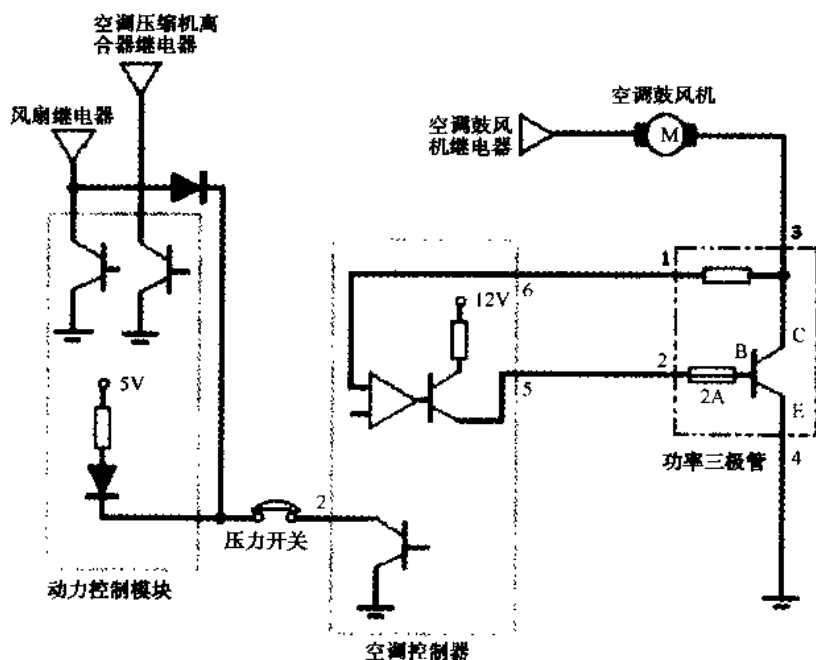 空调压缩机离
合器继电器
风扇继电器
空调鼓风机
空调鼓风
机继电器
M
3
1
6
12V
C
B
2
5
2A
E
5V
功率三极管
4
2
压力开关
动力控制模块
空调控制器